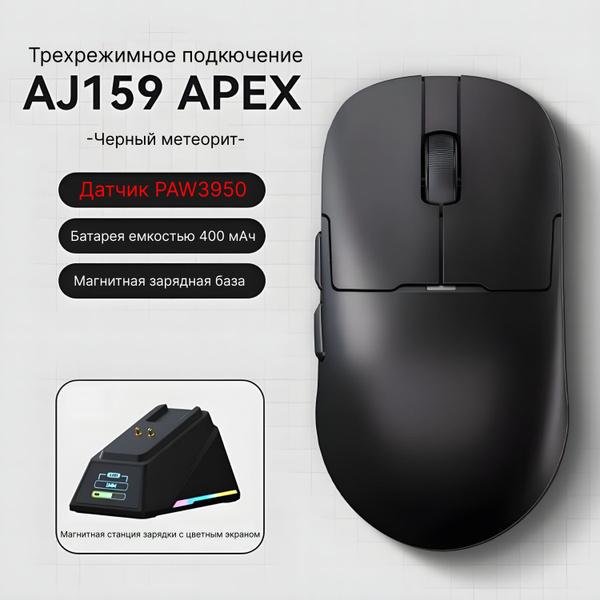 Трехрежимное подкючение
AJ159 APEX
-Черный метеорит-
Датчик PAW3950
Батарея емкостью 400 мАч
Магнитная зарядная база
Магнитная станция зарядки с цветным экраном